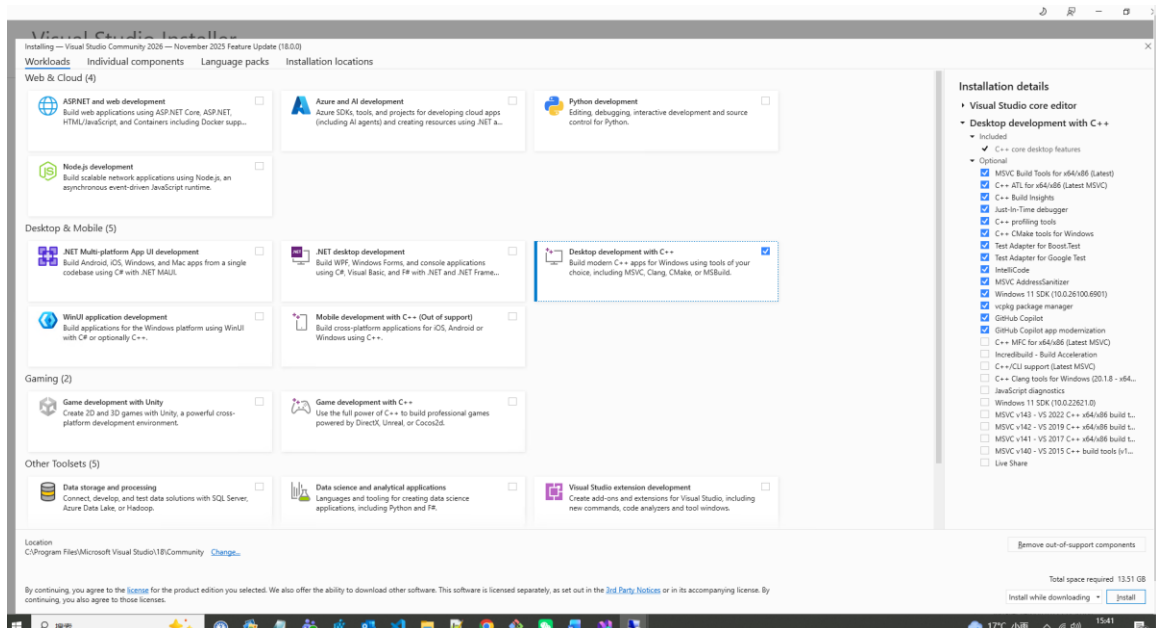 Visual Studio Installer
Installing — Visual Studio Community 2026 — November 2025 Feature Update (18.0.0)
Workloads Individual components Language packs Installation locations
Web & Cloud (4)
ASP.NET and web development
Build web applications using ASP.NET Core, ASP.NET,
HTML/JavaScript, and Containers including Docker supp...
Azure and AI development
Azure SDKs, tools, and projects for developing cloud apps
(including AI agents) and creating resources using .NET a...
Python development
Editing, debugging, interactive development and source
control for Python.
Node.js development
Build scalable network applications using Node.js, an
asynchronous event-driven JavaScript runtime.
Desktop & Mobile (5)
.NET Multi-platform App UI development
Build Android, iOS, Windows, and Mac apps from a single
codebase using C# with .NET MAUI.
.NET desktop development
Build WPF, Windows Forms, and console applications
using C#, Visual Basic, and F# with .NET and .NET Frame...
Desktop development with C++
Build modern C++ apps for Windows using tools of your
choice, including MSVC, Clang, CMake, or MSBuild.
WinUI application development
Build applications for the Windows platform using WinUI
with C# or optionally C++.
Mobile development with C++ (Out of support)
Build cross-platform applications for iOS, Android or
Windows using C++.
Gaming (2)
Game development with Unity
Create 2D and 3D games with Unity, a powerful cross-
platform development environment.
Game development with C++
Use the full power of C++ to build professional games
powered by DirectX, Unreal, or Cocos2d.
Other Toolsets (5)
Data storage and processing
Connect, develop, and test data solutions with SQL Server,
Azure Data Lake, or Hadoop.
Data science and analytical applications
Languages and tooling for creating data science
applications, including Python and F#.
Visual Studio extension development
Create add-ons and extensions for Visual Studio, including
new commands, code analyzers and tool windows.
Installation details
Visual Studio core editor
Desktop development with C++
Included
C++ core desktop features
Optional
MSVC Build Tools for x64/x86 (Latest)
C++ ATL for x64/x86 (Latest MSVC)
C++ Build Insights
Just-In-Time debugger
C++ profiling tools
C++ CMake tools for Windows
Test Adapter for Boost.Test
Test Adapter for Google Test
IntelliCode
MSVC AddressSanitizer
Windows 11 SDK (10.0.26100.6901)
vcpkg package manager
GitHub Copilot
GitHub Copilot app modernization
C++ MFC for x64/x86 (Latest MSVC)
Incredibuild - Build Acceleration
C++/CLI support (Latest MSVC)
C++ Clang tools for Windows (20.1.8 - x64...
JavaScript diagnostics
Windows 11 SDK (10.0.22621.0)
MSVC v143 - VS 2022 C++ x64/x86 build t...
MSVC v142 - VS 2019 C++ x64/x86 build t...
MSVC v141 - VS 2017 C++ x64/x86 build t...
MSVC v140 - VS 2015 C++ build tools (v1...
Live Share
Location
C:\Program Files\Microsoft Visual Studio\18\Community Change...
Remove out-of-support components
Total space required 13.51 GB
By continuing, you agree to the license for the product edition you selected. We also offer the ability to download other software. This software is licensed separately, as set out in the 3rd Party Notices or in its accompanying license. By
continuing, you also agree to those licenses.
Install while downloading Install
搜索
17°C 小雨
15:41